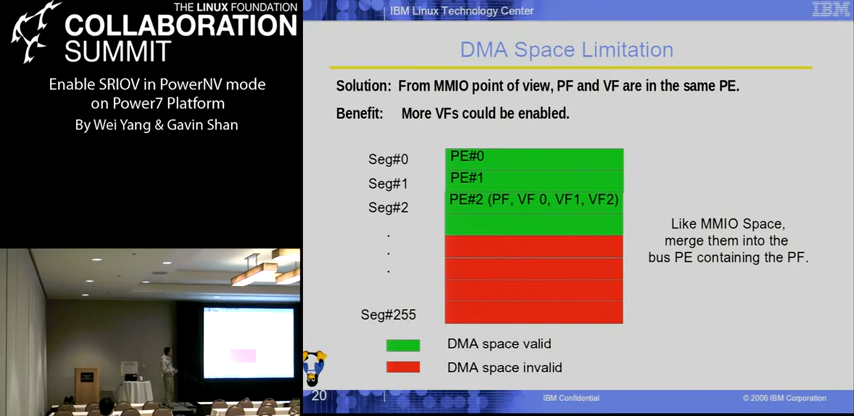 THE LINUX FOUNDATION
COLLABORATION
SUMMIT
Enable SRIOV in PowerNV mode
on Power7 Platform
By Wei Yang & Gavin Shan
IBM Linux Technology Center
IBM
DMA Space Limitation
Solution: From MMIO point of view, PF and VF are in the same PE.
Benefit: More VFs could be enabled.
Seg#0
PE#0
Seg#1
PE#1
Seg#2
PE#2 (PF, VF 0, VF1, VF2)
.
.
.
Seg#255
Like MMIO Space,
merge them into the
bus PE containing the PF.
DMA space valid
DMA space invalid
20
IBM Confidential
© 2006 IBM Corporation